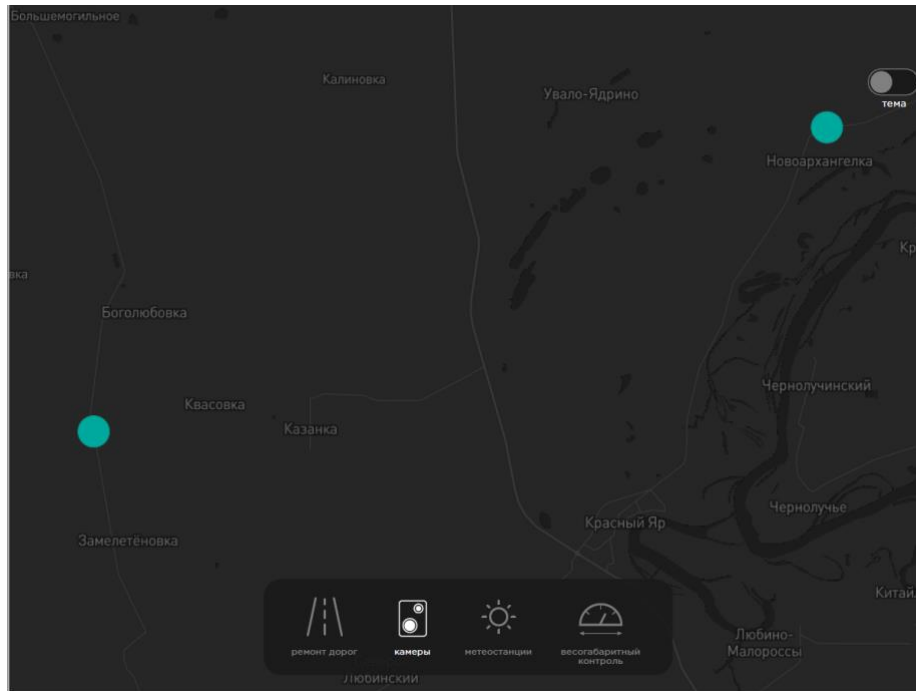 Большемогильное
Калиновка
Увало-Ядрино
тема
Новоархангелка
Кр
вка
Боголюбовка
Чернолучинский
Квасовка
Казанка
Чернолучье
Красный Яр
Замелетёновка
Китай
Любино-
Малороссы
ремонт дорог
камеры
метеостанции
весогабаритный
контроль
Любинский